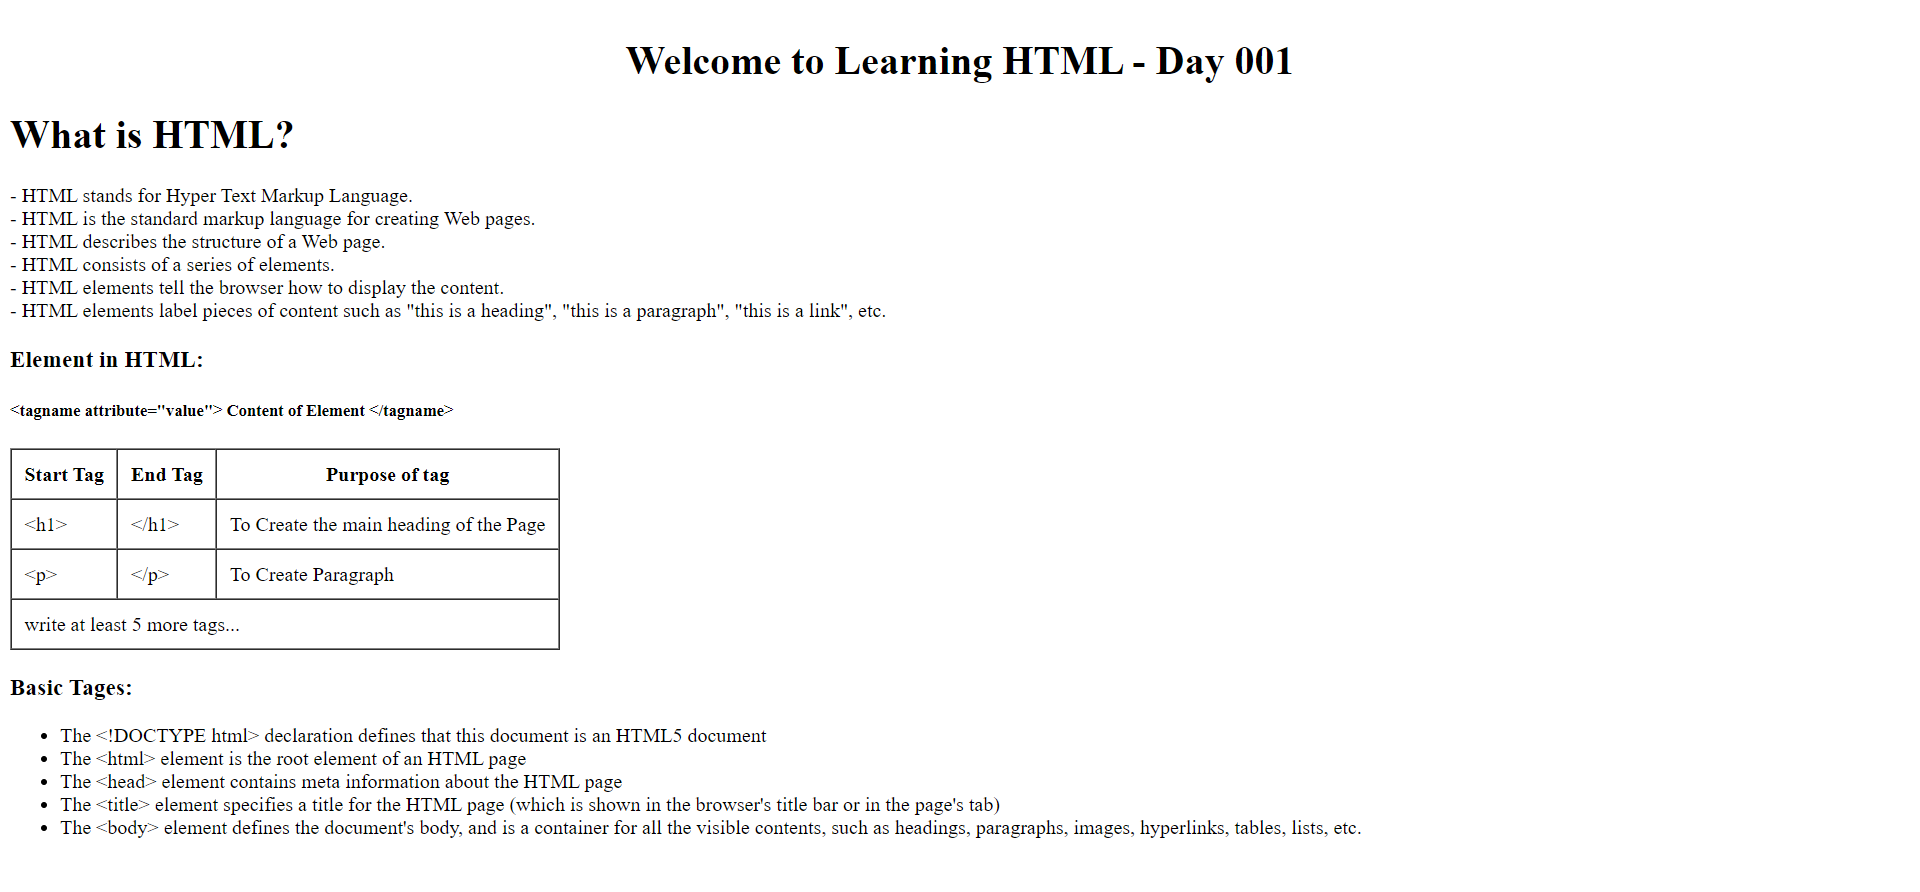 Welcome to Learning HTML - Day 001
What is HTML?
- HTML stands for Hyper Text Markup Language.
- HTML is the standard markup language for creating Web pages.
- HTML describes the structure of a Web page.
- HTML consists of a series of elements.
- HTML elements tell the browser how to display the content.
- HTML elements label pieces of content such as "this is a heading", "this is a paragraph", "this is a link", etc.
Element in HTML:
<tagname attribute="value"> Content of Element </tagname>
Start Tag End Tag Purpose of tag
<h1> </h1> To Create the main heading of the Page
<p> </p> To Create Paragraph
write at least 5 more tags...
Basic Tages:
• The <!DOCTYPE html> declaration defines that this document is an HTML5 document
• The <html> element is the root element of an HTML page
• The <head> element contains meta information about the HTML page
• The <title> element specifies a title for the HTML page (which is shown in the browser's title bar or in the page's tab)
• The <body> element defines the document's body, and is a container for all the visible contents, such as headings, paragraphs, images, hyperlinks, tables, lists, etc.